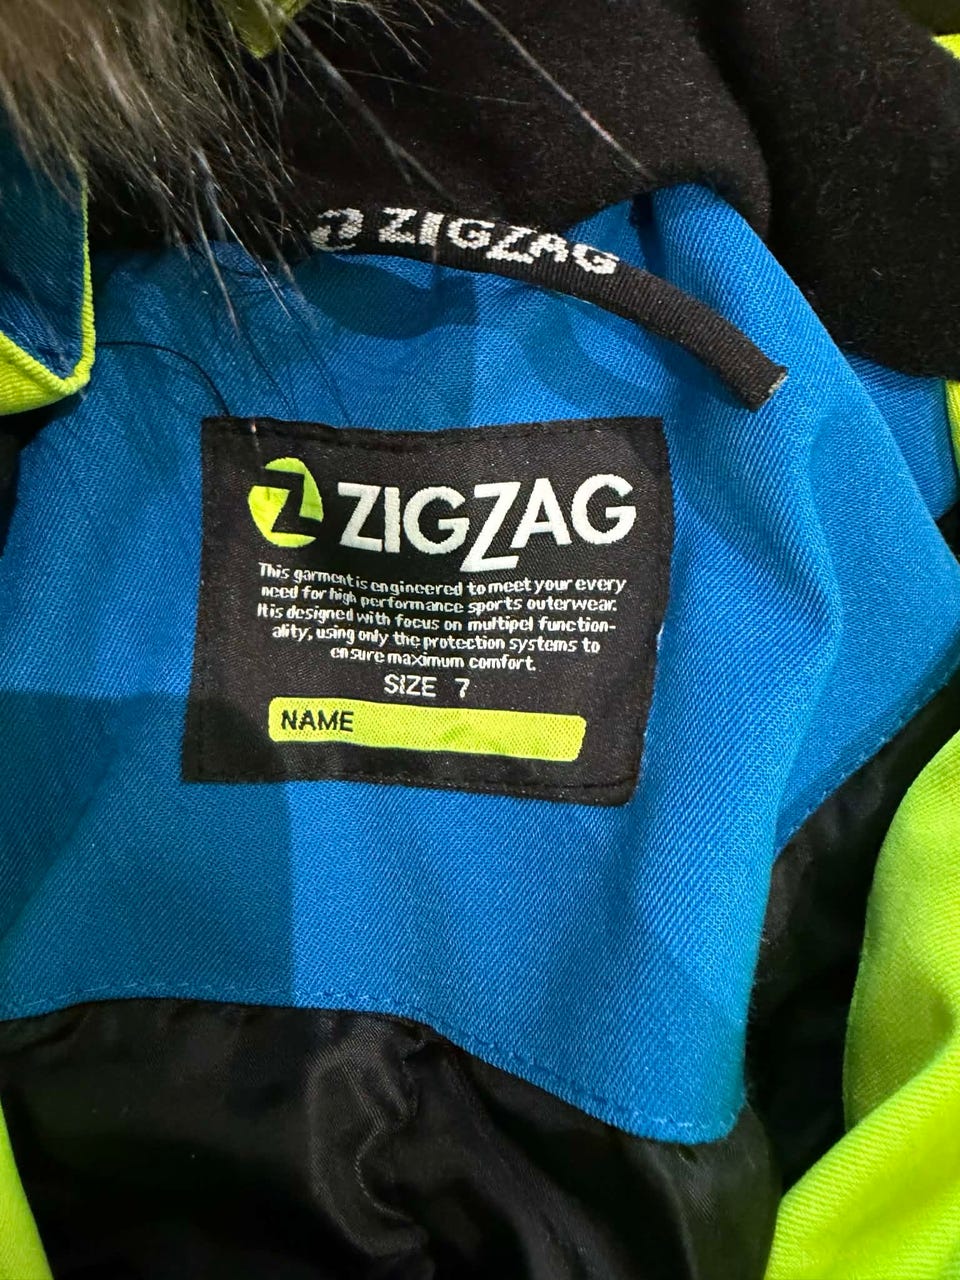 ZIGZAG
ZIGZAG
This garment is engineered to meet your every
need for high performance sports outerwear.
It is designed with focus on multipel function-
ality, using only the protection systems to
ensure maximum comfort.
SIZE 7
NAME